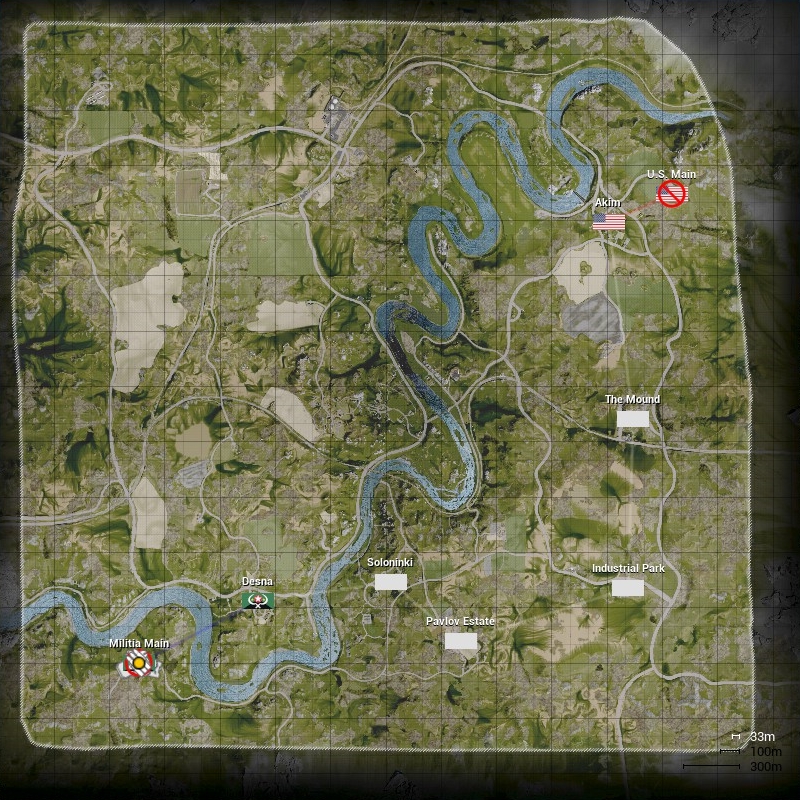 U.S. Main
Akim
The Mound
Soloninki
Industrial Park
Desna
Pavlov Estate
Militia Main
33m
100m
300m